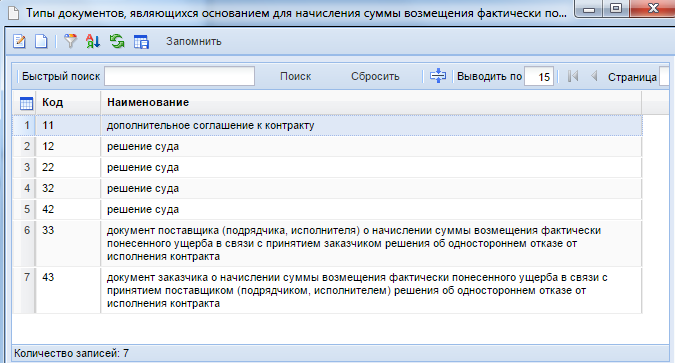 Типы документов, являющихся основанием для начисления суммы возмещения фактически по...
Запомнить
Быстрый поиск Поиск Сбросить Выводить по 15 Страница
Код Наименование
1 11 дополнительное соглашение к контракту
2 12 решение суда
3 22 решение суда
4 32 решение суда
5 42 решение суда
6 33 документ поставщика (подрядчика, исполнителя) о начислении суммы возмещения фактически
понесенного ущерба в связи с принятием заказчиком решения об одностороннем отказе от
исполнения контракта
7 43 документ заказчика о начислении суммы возмещения фактически понесенного ущерба в связи с
принятием поставщиком (подрядчиком, исполнителем) решения об одностороннем отказе от
исполнения контракта
Количество записей: 7